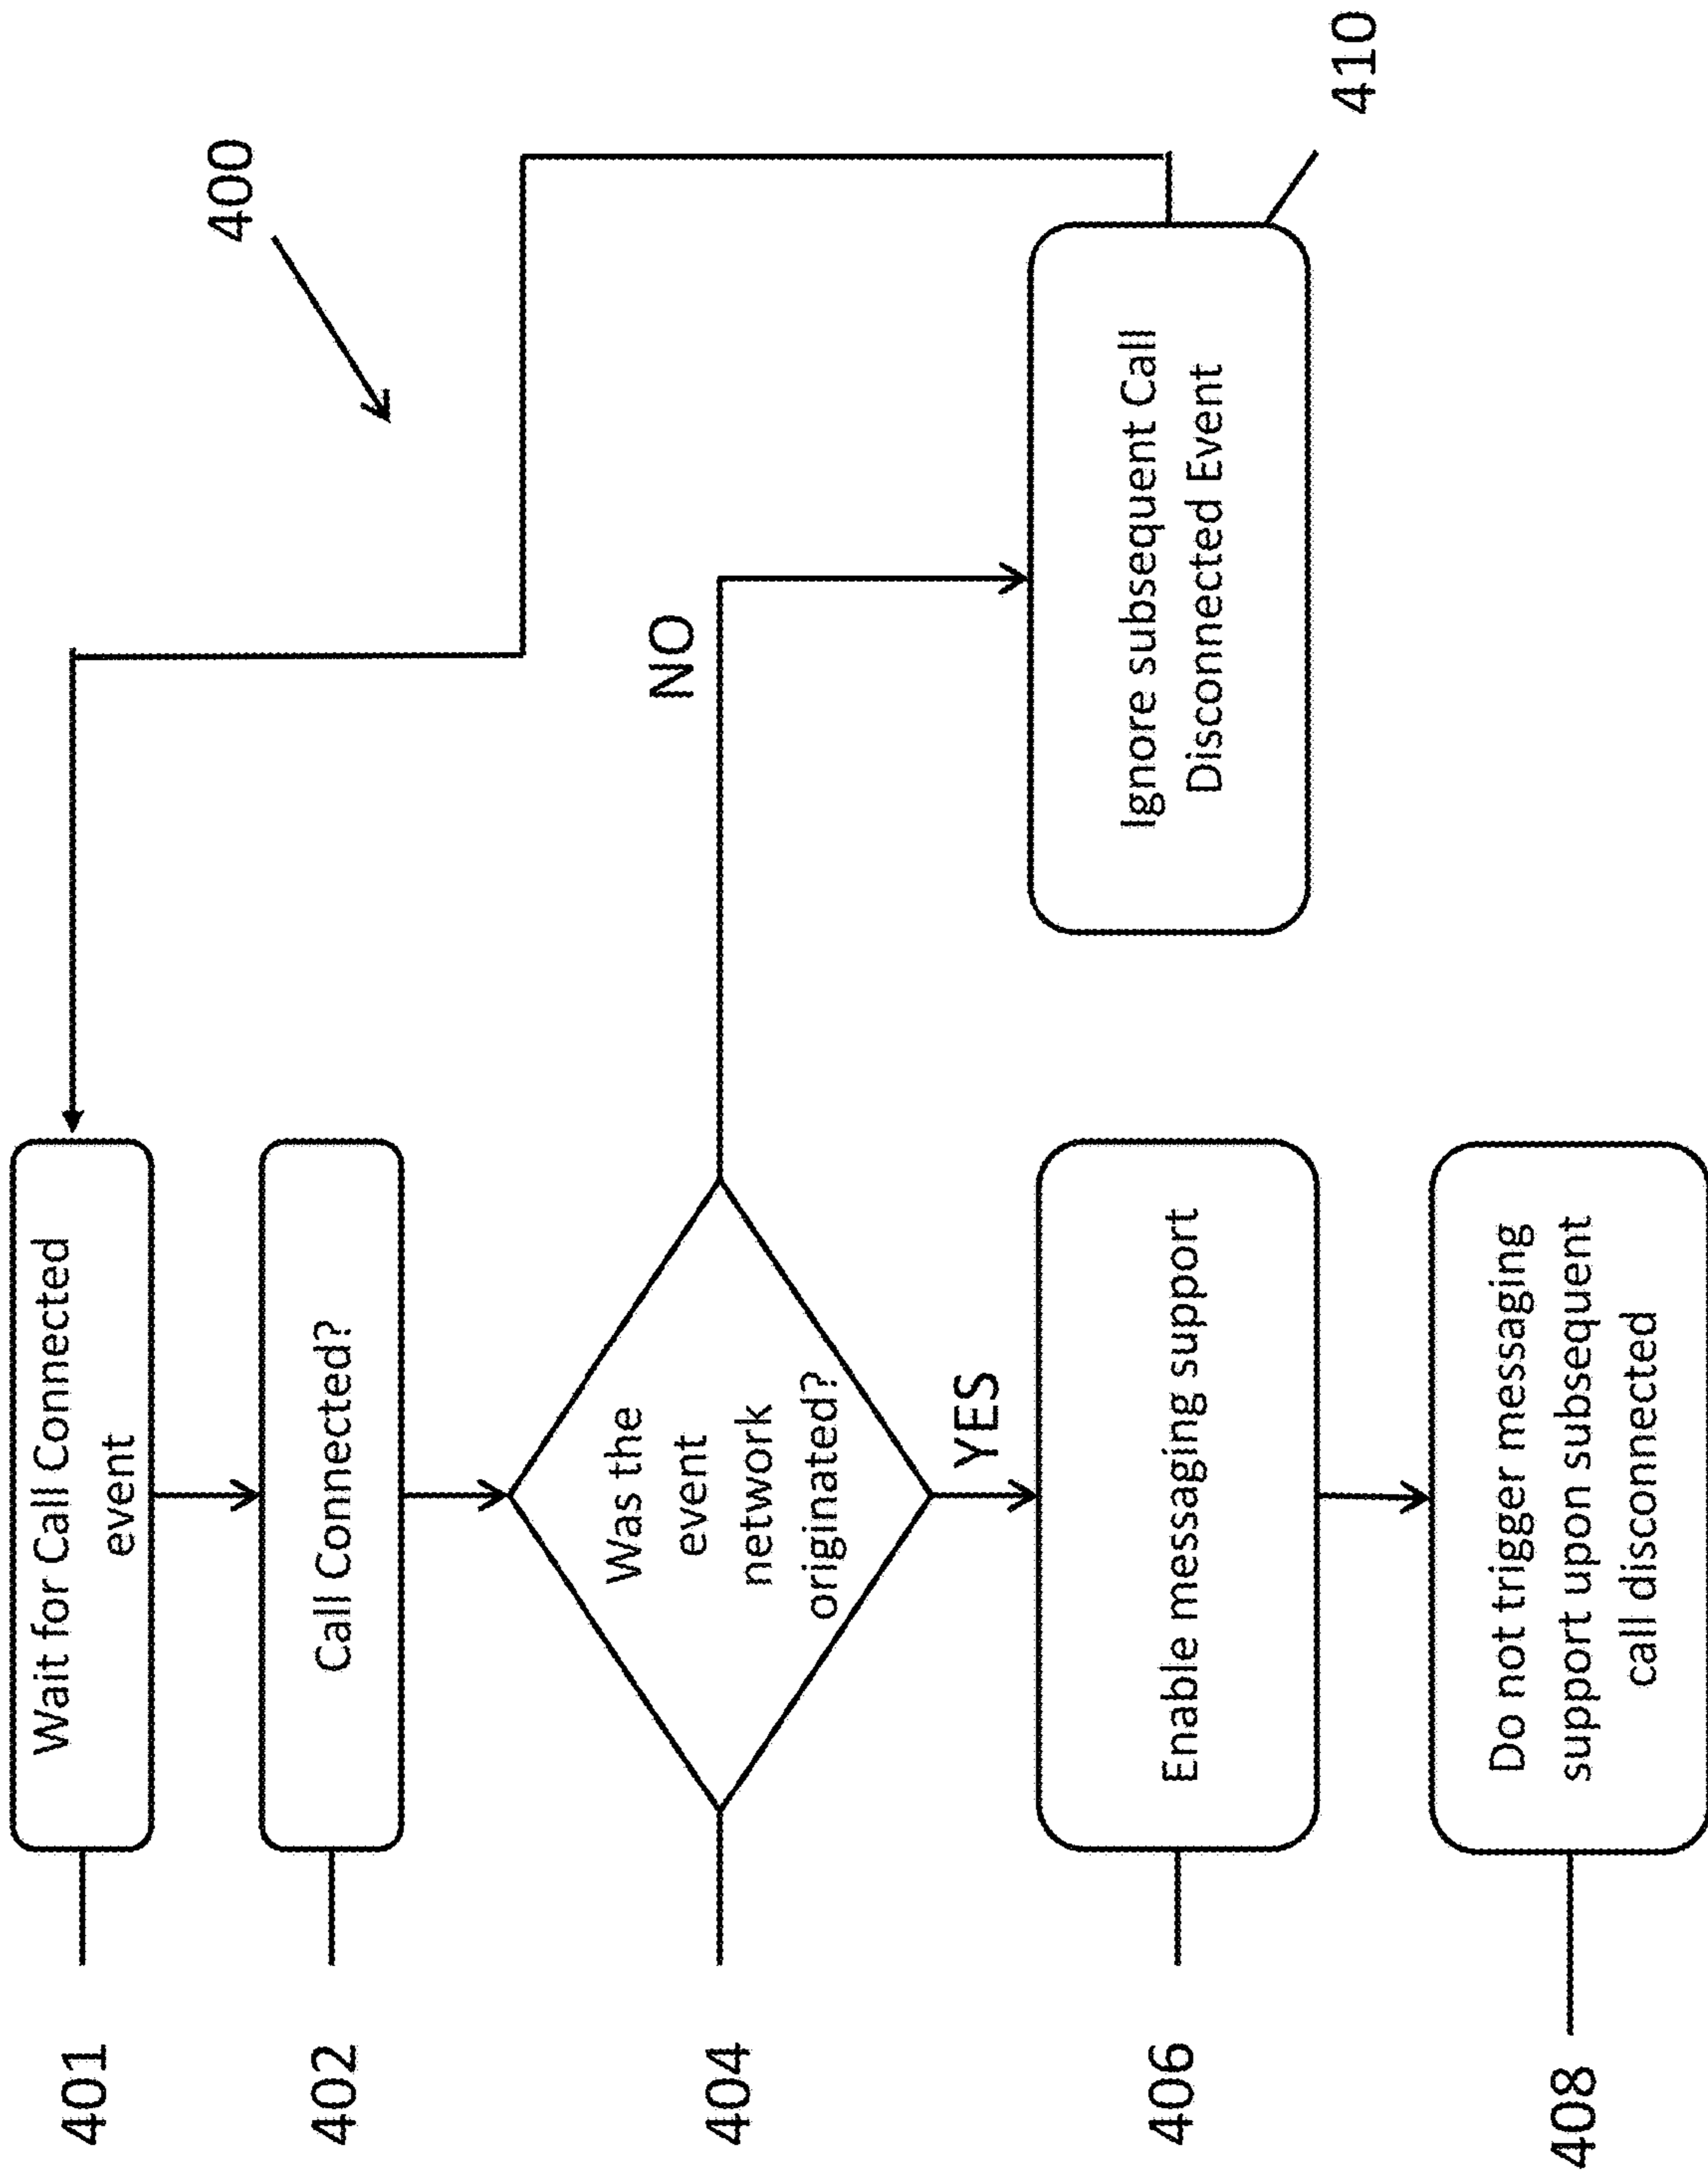 400
401
Wait for Call Connected
event
402
Call Connected?
404
Was the
event
network
originated?
NO
YES
406
Enable messaging support
Ignore subsequent Call
Disconnected Event
410
408
Do not trigger messaging
support upon subsequent
call disconnected